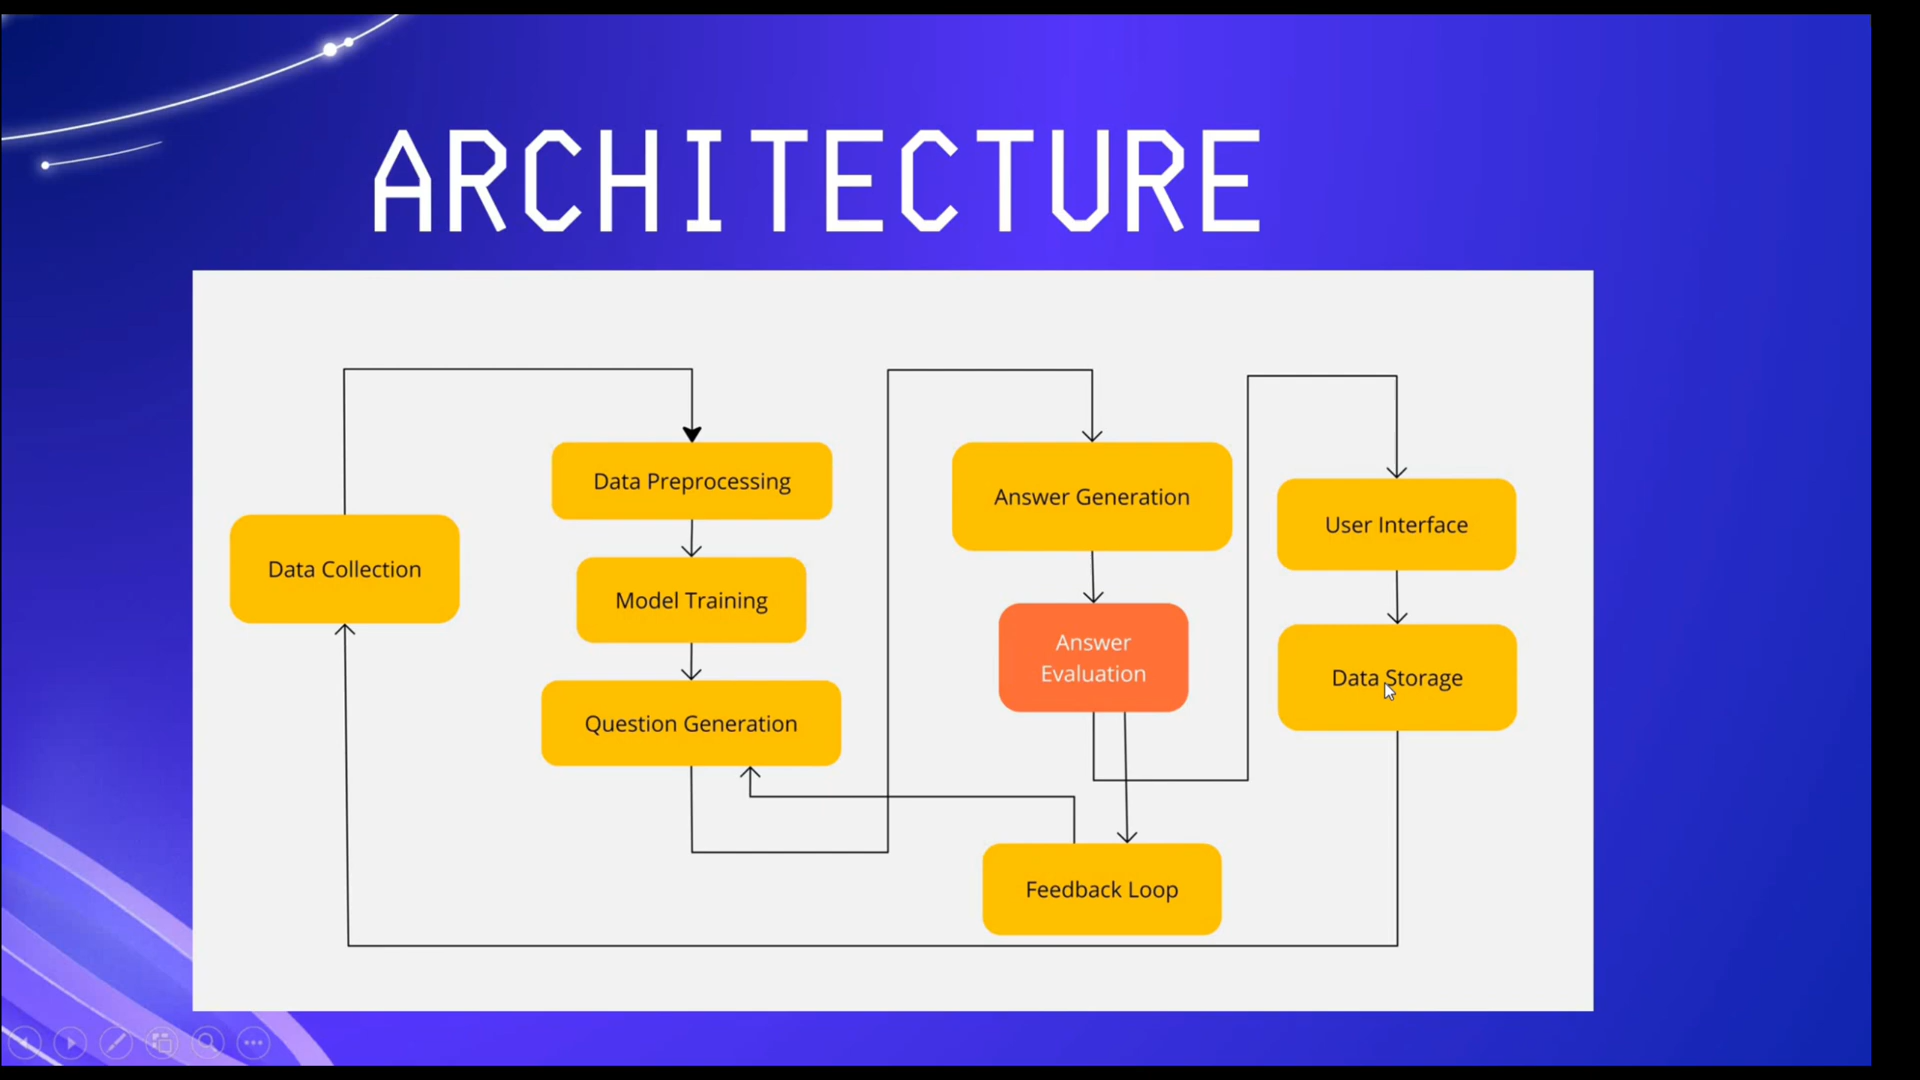 ARCHITECTURE
Data Collection
Data Preprocessing
Model Training
Question Generation
Answer Generation
Answer
Evaluation
Feedback Loop
User Interface
Data Storage